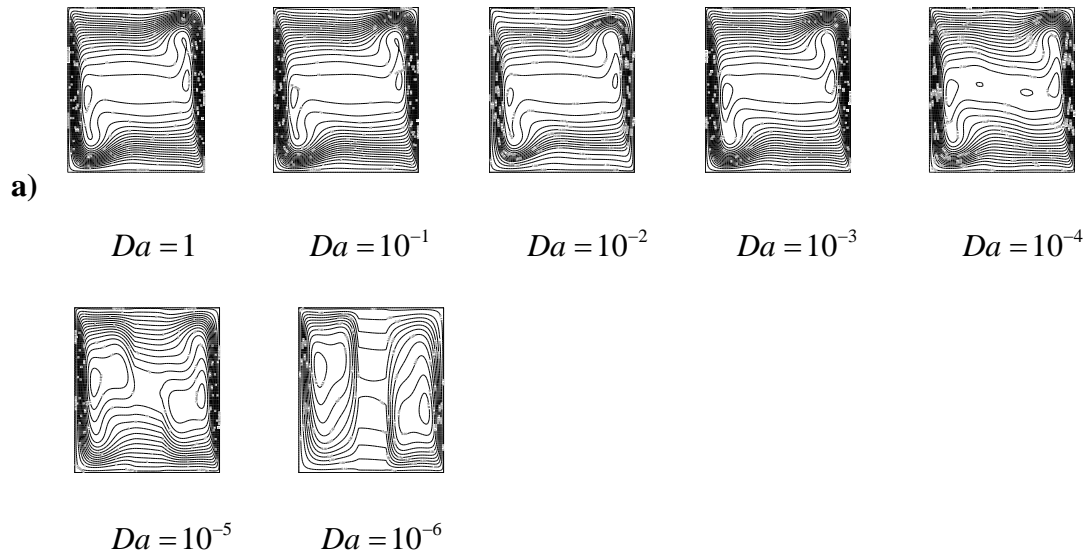 a)
Da = 1
Da = 10⁻¹
Da = 10⁻²
Da = 10⁻³
Da = 10⁻⁴
Da = 10⁻⁵
Da = 10⁻⁶